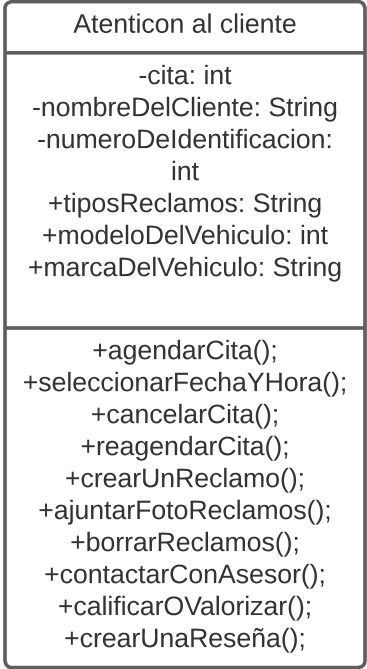 Atenticon al cliente
-cita: int
-nombreDelCliente: String
-numeroDeIdentificacion:
int
+tiposReclamos: String
+modeloDelVehiculo: int
+marcaDelVehiculo: String
+agendarCita();
+seleccionarFechaYHora();
+cancelarCita();
+reagendarCita();
+crearUnReclamo();
+ajuntarFotoReclamos();
+borrarReclamos();
+contactarConAsesor();
+calificarOValorizar();
+crearUnaReseña();